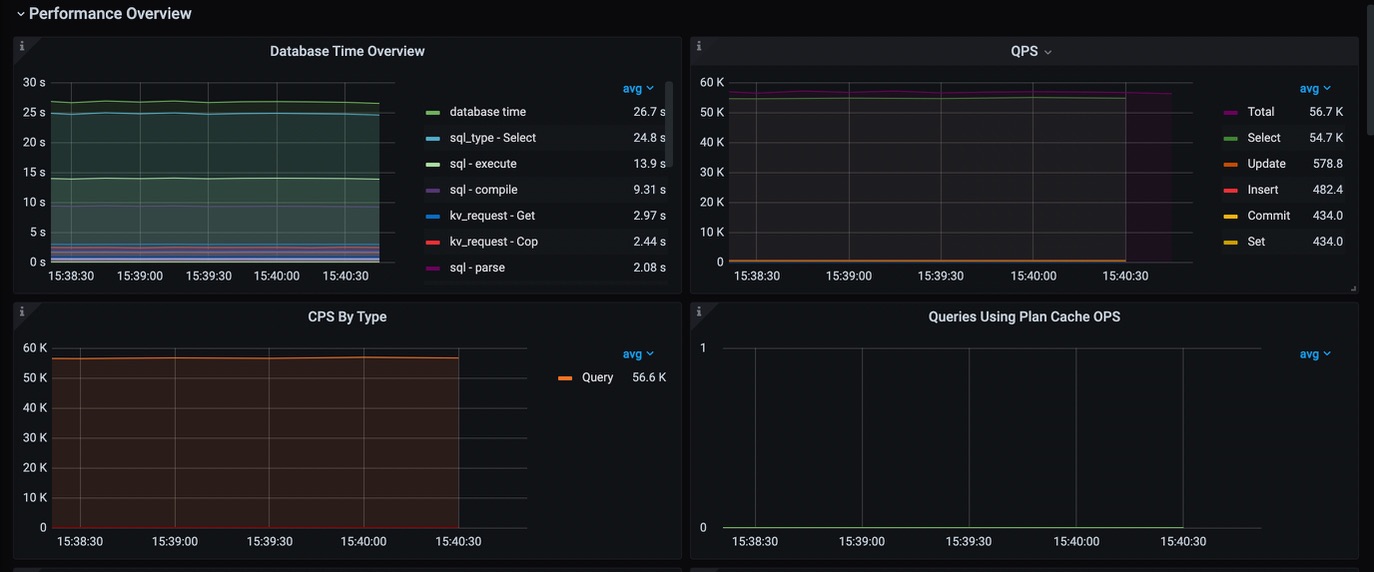 Performance Overview
Database Time Overview
30 s
25 s
20 s
15 s
10 s
5 s
0 s
15:38:30 15:39:00 15:39:30 15:40:00 15:40:30
avg
database time 26.7 s
sql_type - Select 24.8 s
sql - execute 13.9 s
sql - compile 9.31 s
kv_request - Get 2.97 s
kv_request - Cop 2.44 s
sql - parse 2.08 s
QPS
60 K
50 K
40 K
30 K
20 K
10 K
0
15:38:30 15:39:00 15:39:30 15:40:00 15:40:30
avg
Total 56.7 K
Select 54.7 K
Update 578.8
Insert 482.4
Commit 434.0
Set 434.0
CPS By Type
60 K
50 K
40 K
30 K
20 K
10 K
0
15:38:30 15:39:00 15:39:30 15:40:00 15:40:30
avg
Query 56.6 K
Queries Using Plan Cache OPS
1
0
15:38:30 15:39:00 15:39:30 15:40:00 15:40:30
avg